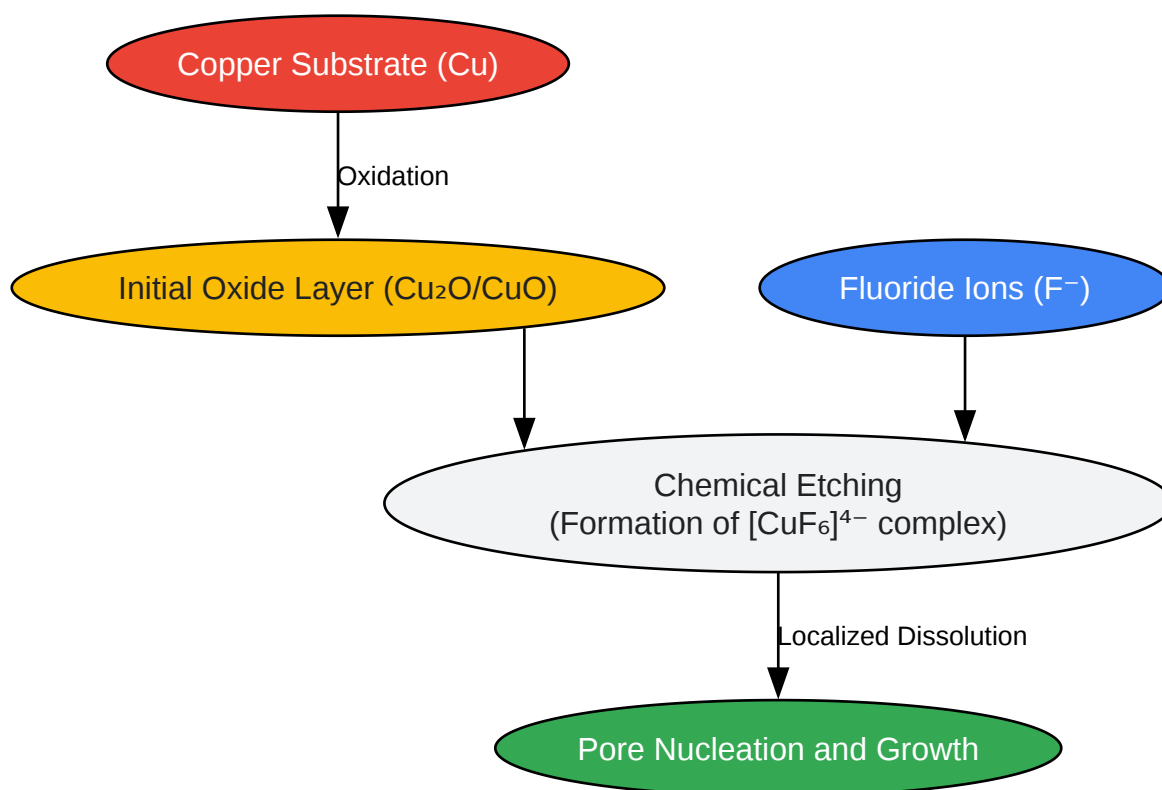 Copper Substrate (Cu)
Oxidation
Initial Oxide Layer (Cu₂O/CuO)
Fluoride Ions (F⁻)
Chemical Etching
(Formation of [CuF₆]⁴⁻ complex)
Localized Dissolution
Pore Nucleation and Growth